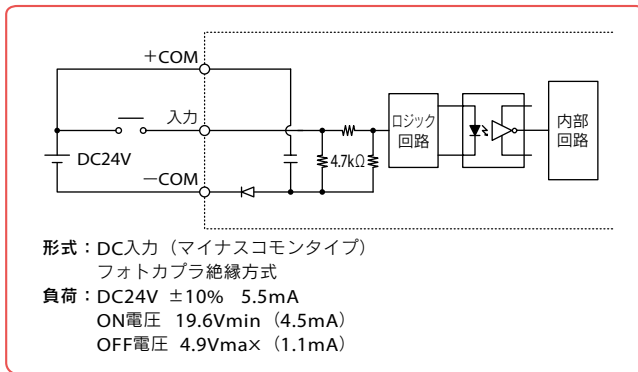 +COM
入力
DC24V
−COM
4.7kΩ
ロジック
回路
内部
回路
形式：DC入力（マイナスコモンタイプ）
フォトカプラ絶縁方式
負荷：DC24V ±10% 5.5mA
ON電圧 19.6Vmin（4.5mA）
OFF電圧 4.9Vma×（1.1mA）